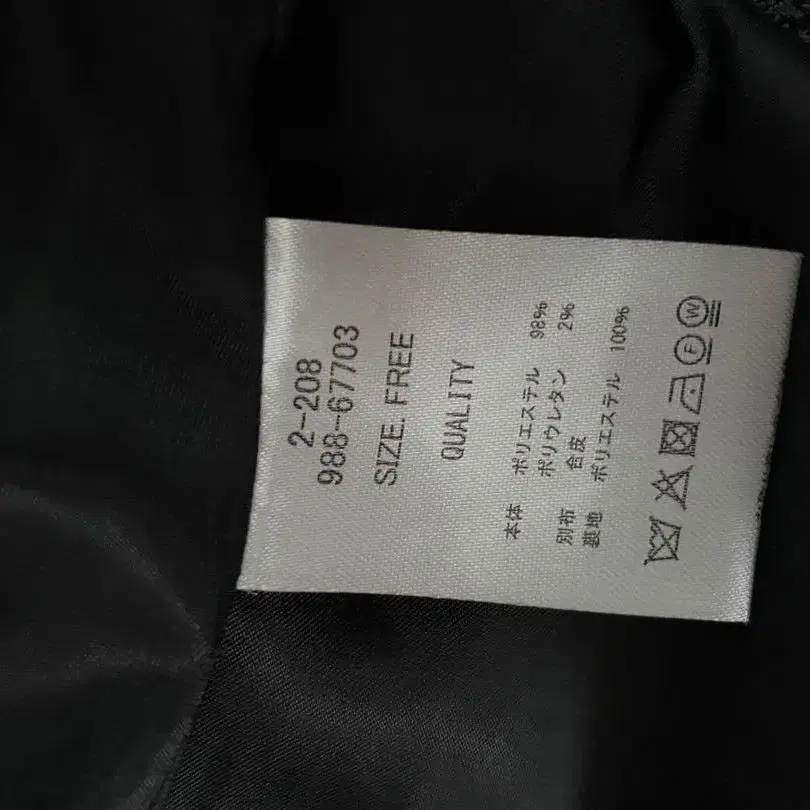 2-208
988-67703
SIZE. FREE
QUALITY
本体 ポリエステル 98%
ポリウレタン 2%
別布 合皮
裏地 ポリエステル 100%
F W